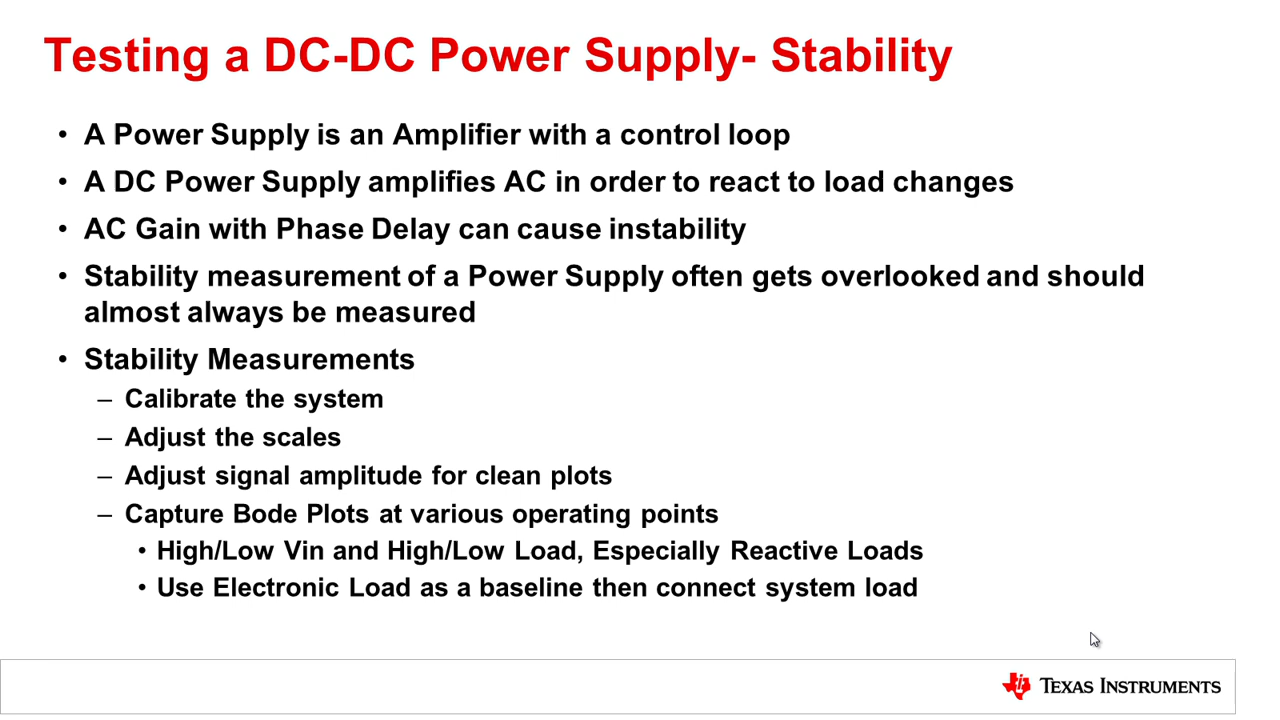 Testing a DC-DC Power Supply- Stability
• A Power Supply is an Amplifier with a control loop
• A DC Power Supply amplifies AC in order to react to load changes
• AC Gain with Phase Delay can cause instability
• Stability measurement of a Power Supply often gets overlooked and should
almost always be measured
• Stability Measurements
– Calibrate the system
– Adjust the scales
– Adjust signal amplitude for clean plots
– Capture Bode Plots at various operating points
• High/Low Vin and High/Low Load, Especially Reactive Loads
• Use Electronic Load as a baseline then connect system load
TEXAS INSTRUMENTS